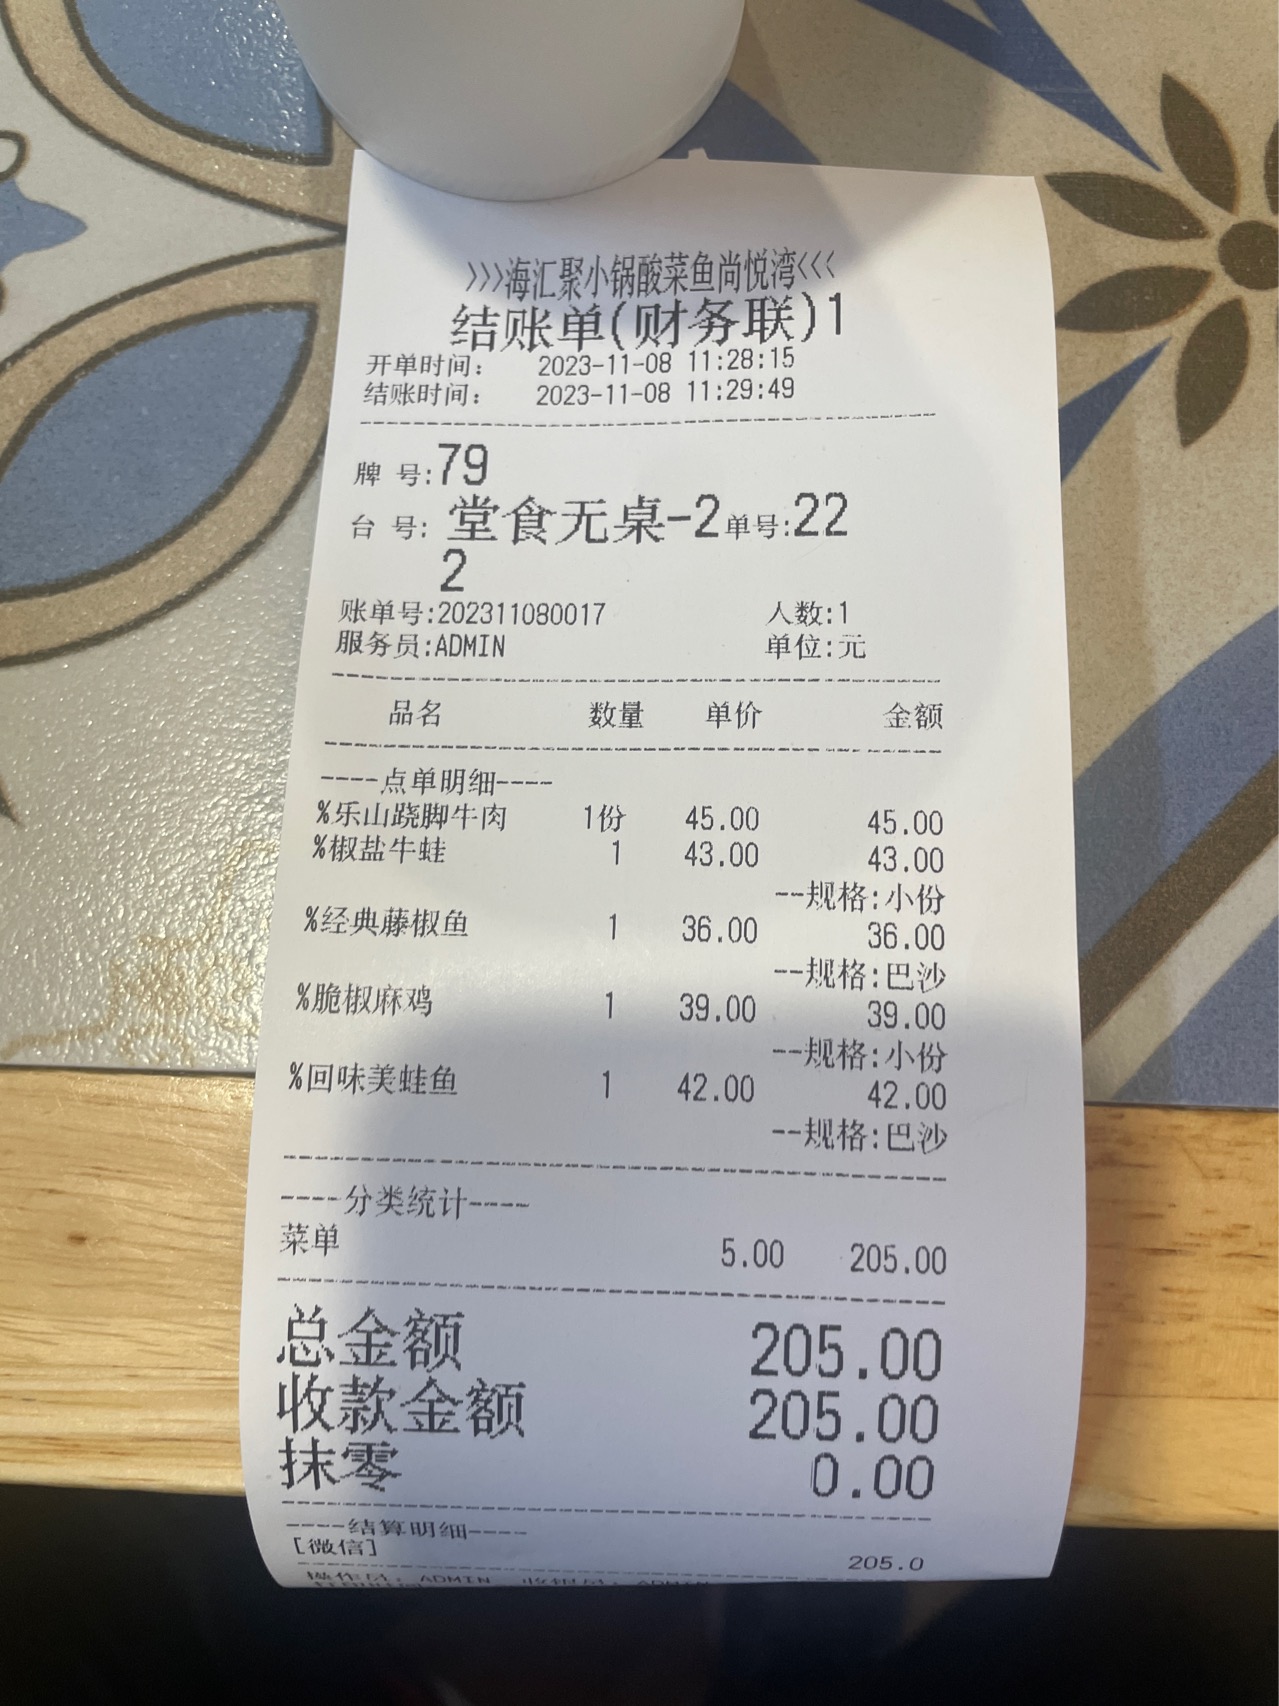 >>>海汇聚小锅酸菜鱼尚悦湾<<<
结账单(财务联)1
开单时间: 2023-11-08 11:28:15
结账时间: 2023-11-08 11:29:49
牌 号:79
台 号: 堂食无桌-2 单号:22
2
账单号:202311080017 人数:1
服务员:ADMIN 单位:元
品名 数量 单价 金额
----点单明细----
%乐山跷脚牛肉 1份 45.00 45.00
%椒盐牛蛙 1 43.00 43.00
--规格:小份
%经典藤椒鱼 1 36.00 36.00
--规格:巴沙
%脆椒麻鸡 1 39.00 39.00
--规格:小份
%回味美蛙鱼 1 42.00 42.00
--规格:巴沙
----分类统计----
菜单 5.00 205.00
总金额 205.00
收款金额 205.00
抹零 0.00
----结算明细----
[微信] 205.0
操作员: ADMIN 收银员: ADMIN